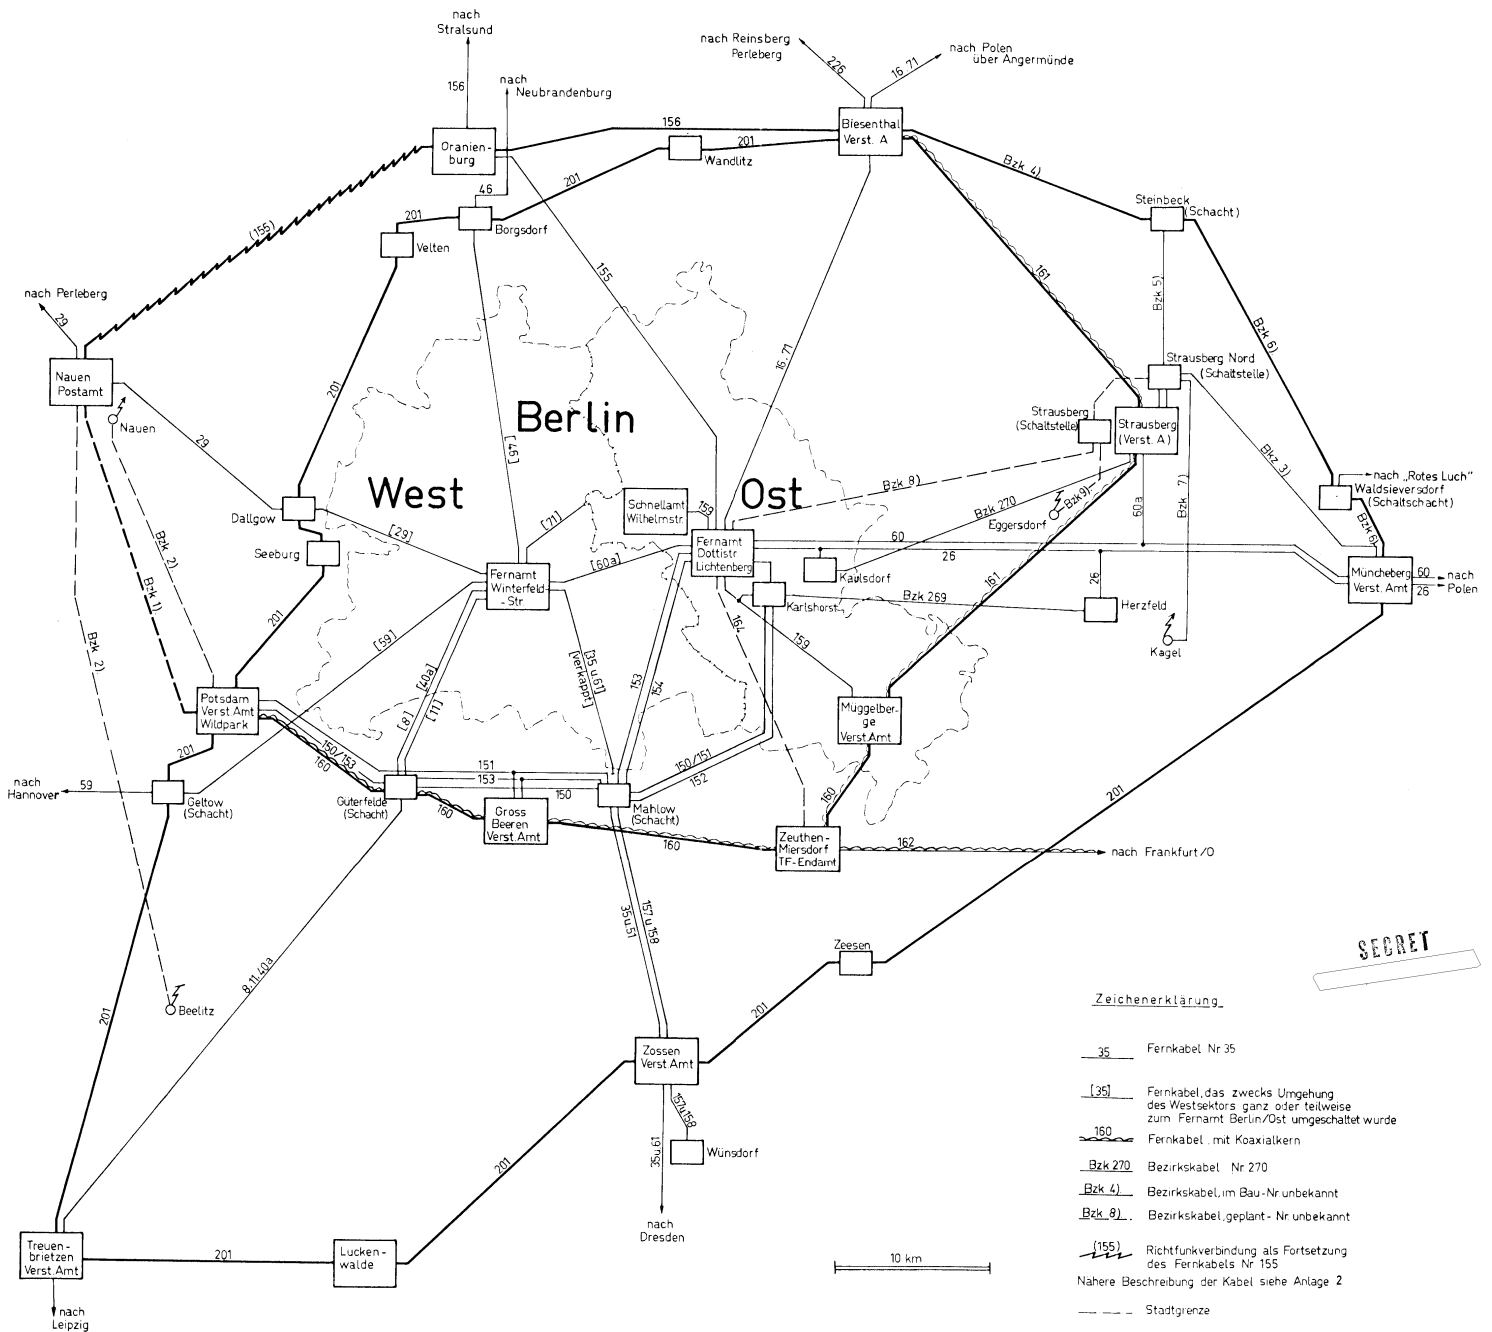 nach
Stralsund
156
nach
Neubrandenburg
nach Reinsberg
Perleberg
226
16.71
nach Polen
über Angermünde
Oranien-
burg
156
Biesenthal
Verst. A
Wandlitz
201
201
46
Borgsdorf
201
Velten
(156)
155
16.71
161
Bzk 4)
Steinbeck
(Schacht)
Bzk 5)
Bzk 6)
nach Perleberg
29
Nauen
Postamt
Nauen
29
201
Berlin
West
Ost
[46]
[71]
Strausberg Nord
(Schaltstelle)
Strausberg
(Schaltstelle)
Strausberg
(Verst. A)
Bkz 3)
Bzk 7)
nach „Rotes Luch"
Waldsieversdorf
(Schaltschacht)
Bzk 6)
Dallgow
[29]
Seeburg
Schnellamt
Wilhelmstr.
159
Bzk 8)
Bzk 270
Bzk 9)
Eggersdorf
60a
Fernamt
Dottistr
Lichtenberg
60
26
Kaulsdorf
161
26
Müncheberg
Verst. Amt
60
26
nach
Polen
Fernamt
Winterfeld
-Str
[60a]
Karlshorst
Bzk 269
Herzfeld
Kagel
Bzk. 2)
Bzk 1)
Bzk 2)
201
[59]
[40a]
[8]
[11]
[35 u.61]
[verkappt]
153
154
164
159
Potsdam
Verst Amt
Wildpark
Müggelber-
ge
Verst.Amt
201
150/153
160
151
153
150
150/151
152
160
nach
Hannover
59
Geltow
(Schacht)
Güterfelde
(Schacht)
160
Gross
Beeren
Verst.Amt
Mahlow
(Schacht)
160
Zeuthen-
Miersdorf
TF-Endamt
162
nach Frankfurt/O
201
35u.51
157 u 158
8.11.40a
Zeesen
201
Beelitz
201
Zossen
Verst.Amt
157u158
35u.61
Wünsdorf
nach
Dresden
201
Treuen-
brietzen
Verst.Amt
201
Lucken-
walde
nach
Leipzig
10 km
SECRET
Zeichenerklärung
35 Fernkabel Nr 35
[35] Fernkabel, das zwecks Umgehung
des Westsektors ganz oder teilweise
zum Fernamt Berlin/Ost umgeschaltet wurde
160 Fernkabel mit Koaxialkern
Bzk 270 Bezirkskabel Nr 270
Bzk 4) Bezirkskabel, im Bau-Nr. unbekannt
Bzk 8) Bezirkskabel, geplant- Nr. unbekannt
(155) Richtfunkverbindung als Fortsetzung
des Fernkabels Nr 155
Nähere Beschreibung der Kabel siehe Anlage 2
Stadtgrenze